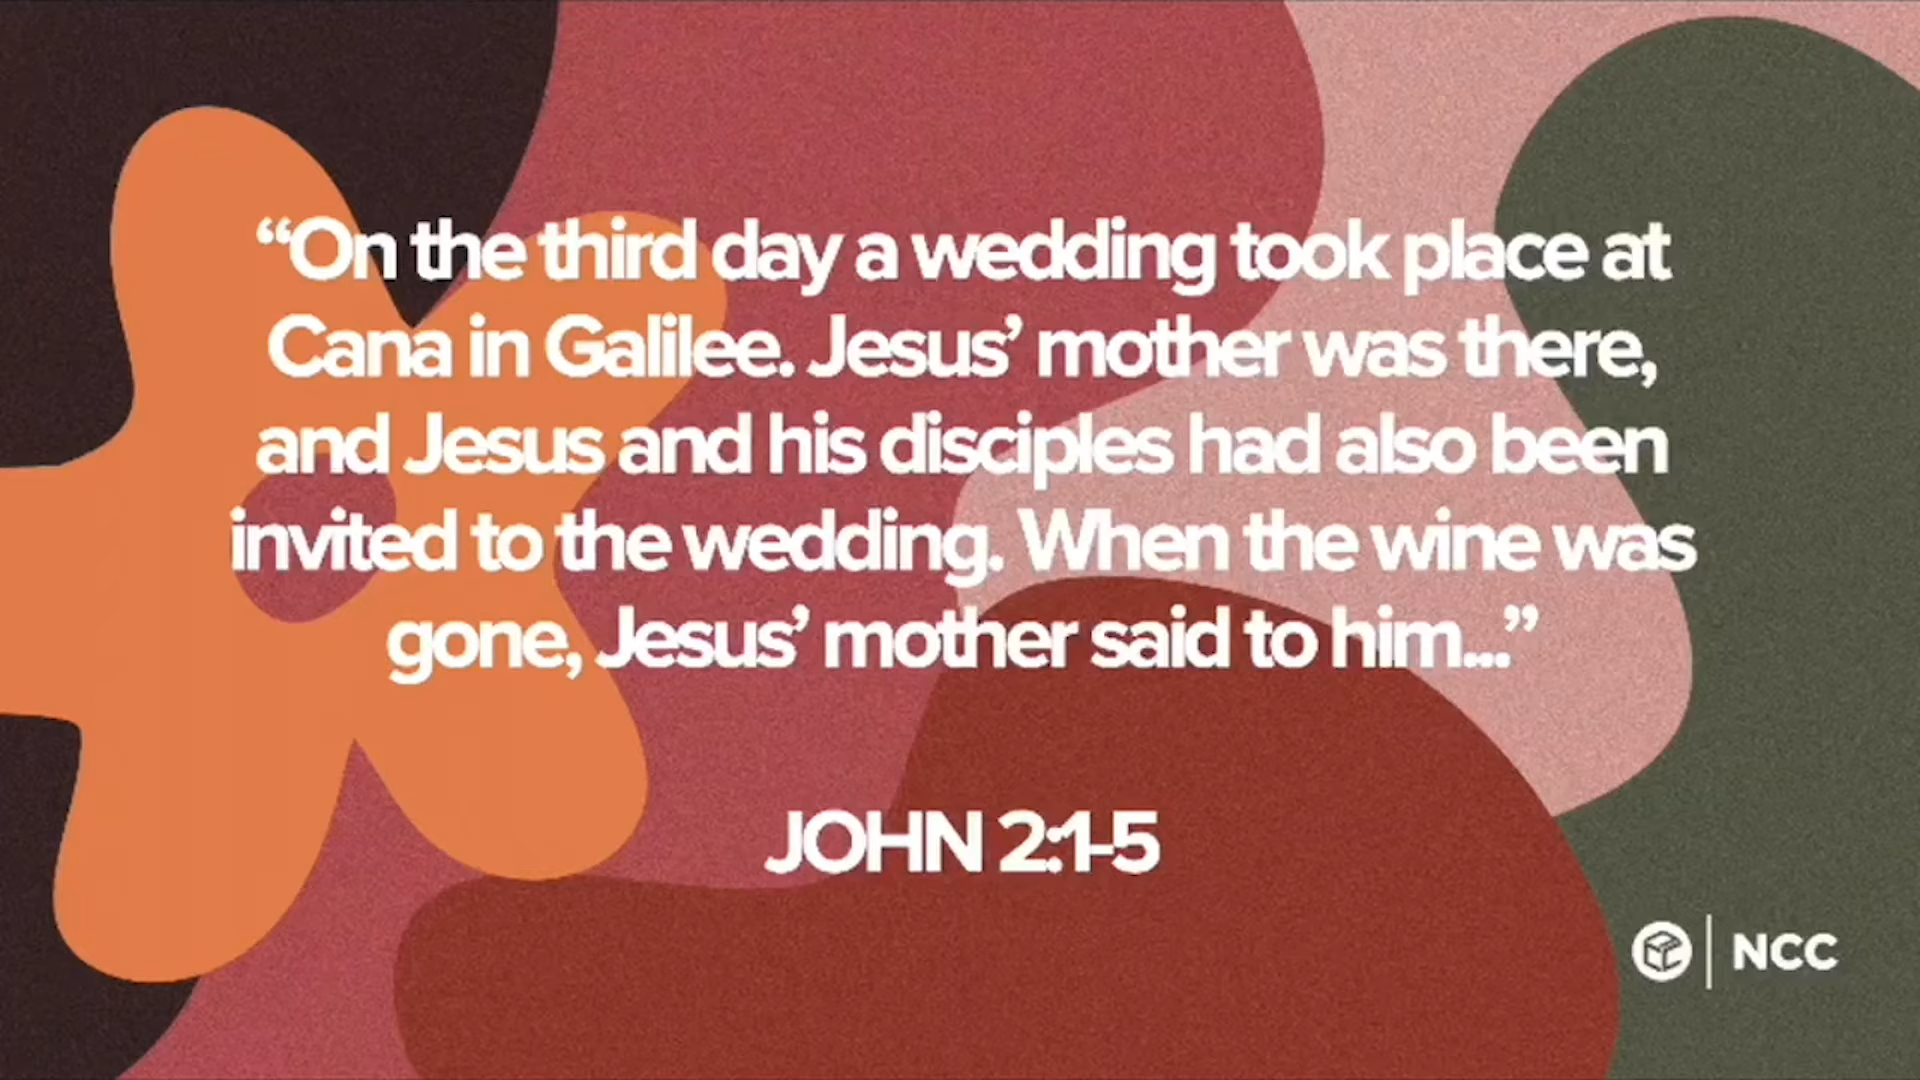 “On the third day a wedding took place at
Cana in Galilee. Jesus’ mother was there,
and Jesus and his disciples had also been
invited to the wedding. When the wine was
gone, Jesus’ mother said to him...”
JOHN 2:1-5
NCC